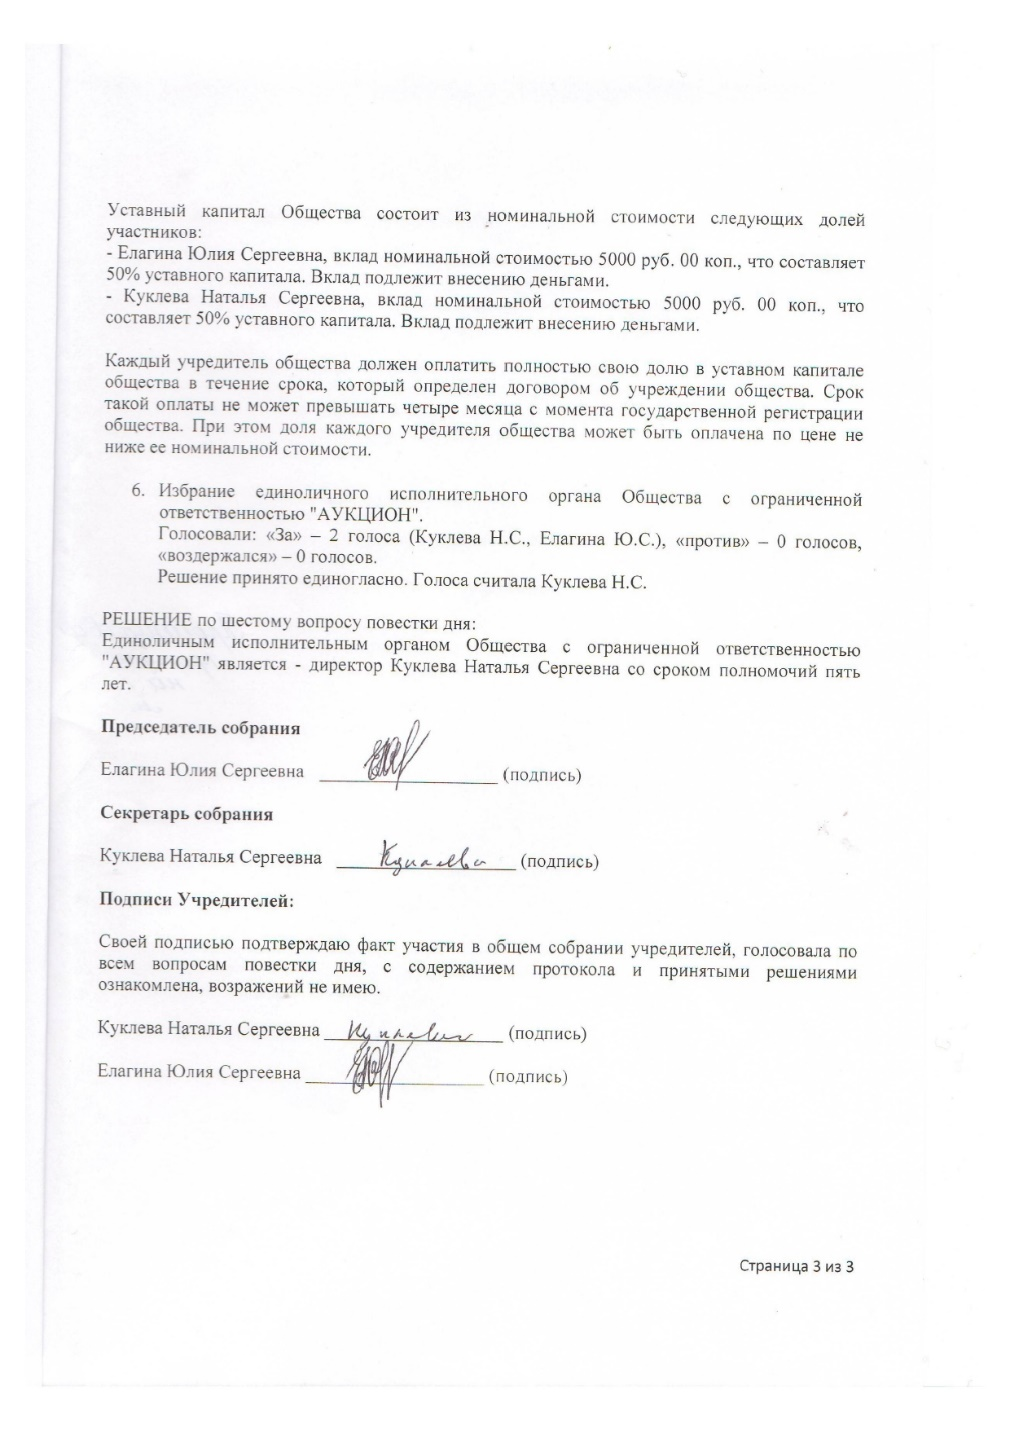 Уставный капитал Общества состоит из номинальной стоимости следующих долей
участников:
- Елагина Юлия Сергеевна, вклад номинальной стоимостью 5000 руб. 00 коп., что составляет
50% уставного капитала. Вклад подлежит внесению деньгами.
- Куклева Наталья Сергеевна, вклад номинальной стоимостью 5000 руб. 00 коп., что
составляет 50% уставного капитала. Вклад подлежит внесению деньгами.
Каждый учредитель общества должен оплатить полностью свою долю в уставном капитале
общества в течение срока, который определен договором об учреждении общества. Срок
такой оплаты не может превышать четыре месяца с момента государственной регистрации
общества. При этом доля каждого учредителя общества может быть оплачена по цене не
ниже ее номинальной стоимости.
6. Избрание единоличного исполнительного органа Общества с ограниченной
ответственностью "АУКЦИОН".
Голосовали: «За» – 2 голоса (Куклева Н.С., Елагина Ю.С.), «против» – 0 голосов,
«воздержался» – 0 голосов.
Решение принято единогласно. Голоса считала Куклева Н.С.
РЕШЕНИЕ по шестому вопросу повестки дня:
Единоличным исполнительным органом Общества с ограниченной ответственностью
"АУКЦИОН" является - директор Куклева Наталья Сергеевна со сроком полномочий пять
лет.
Председатель собрания
Елагина Юлия Сергеевна ____________________ (подпись)
Секретарь собрания
Куклева Наталья Сергеевна ____________________ (подпись)
Подписи Учредителей:
Своей подписью подтверждаю факт участия в общем собрании учредителей, голосовала по
всем вопросам повестки дня, с содержанием протокола и принятыми решениями
ознакомлена, возражений не имею.
Куклева Наталья Сергеевна ____________________ (подпись)
Елагина Юлия Сергеевна ____________________ (подпись)
Страница 3 из 3